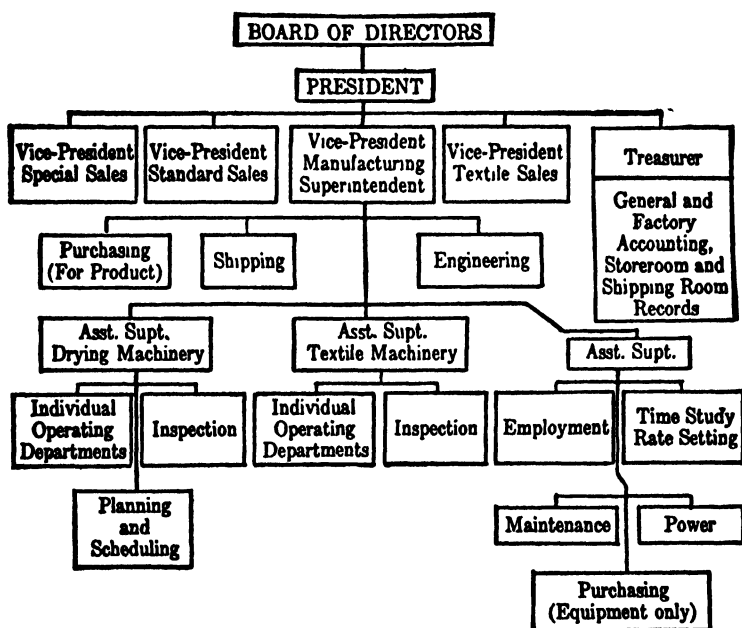 BOARD OF DIRECTORS
PRESIDENT
Vice-President
Special Sales
Vice-President
Standard Sales
Vice-President
Manufacturing
Superintendent
Vice-President
Textile Sales
Treasurer
General and
Factory
Accounting,
Storeroom and
Shipping Room
Records
Purchasing
(For Product)
Shipping
Engineering
Asst. Supt.
Drying Machinery
Asst. Supt.
Textile Machinery
Asst. Supt.
Individual
Operating
Departments
Inspection
Individual
Operating
Departments
Inspection
Employment
Time Study
Rate Setting
Planning
and
Scheduling
Maintenance
Power
Purchasing
(Equipment only)